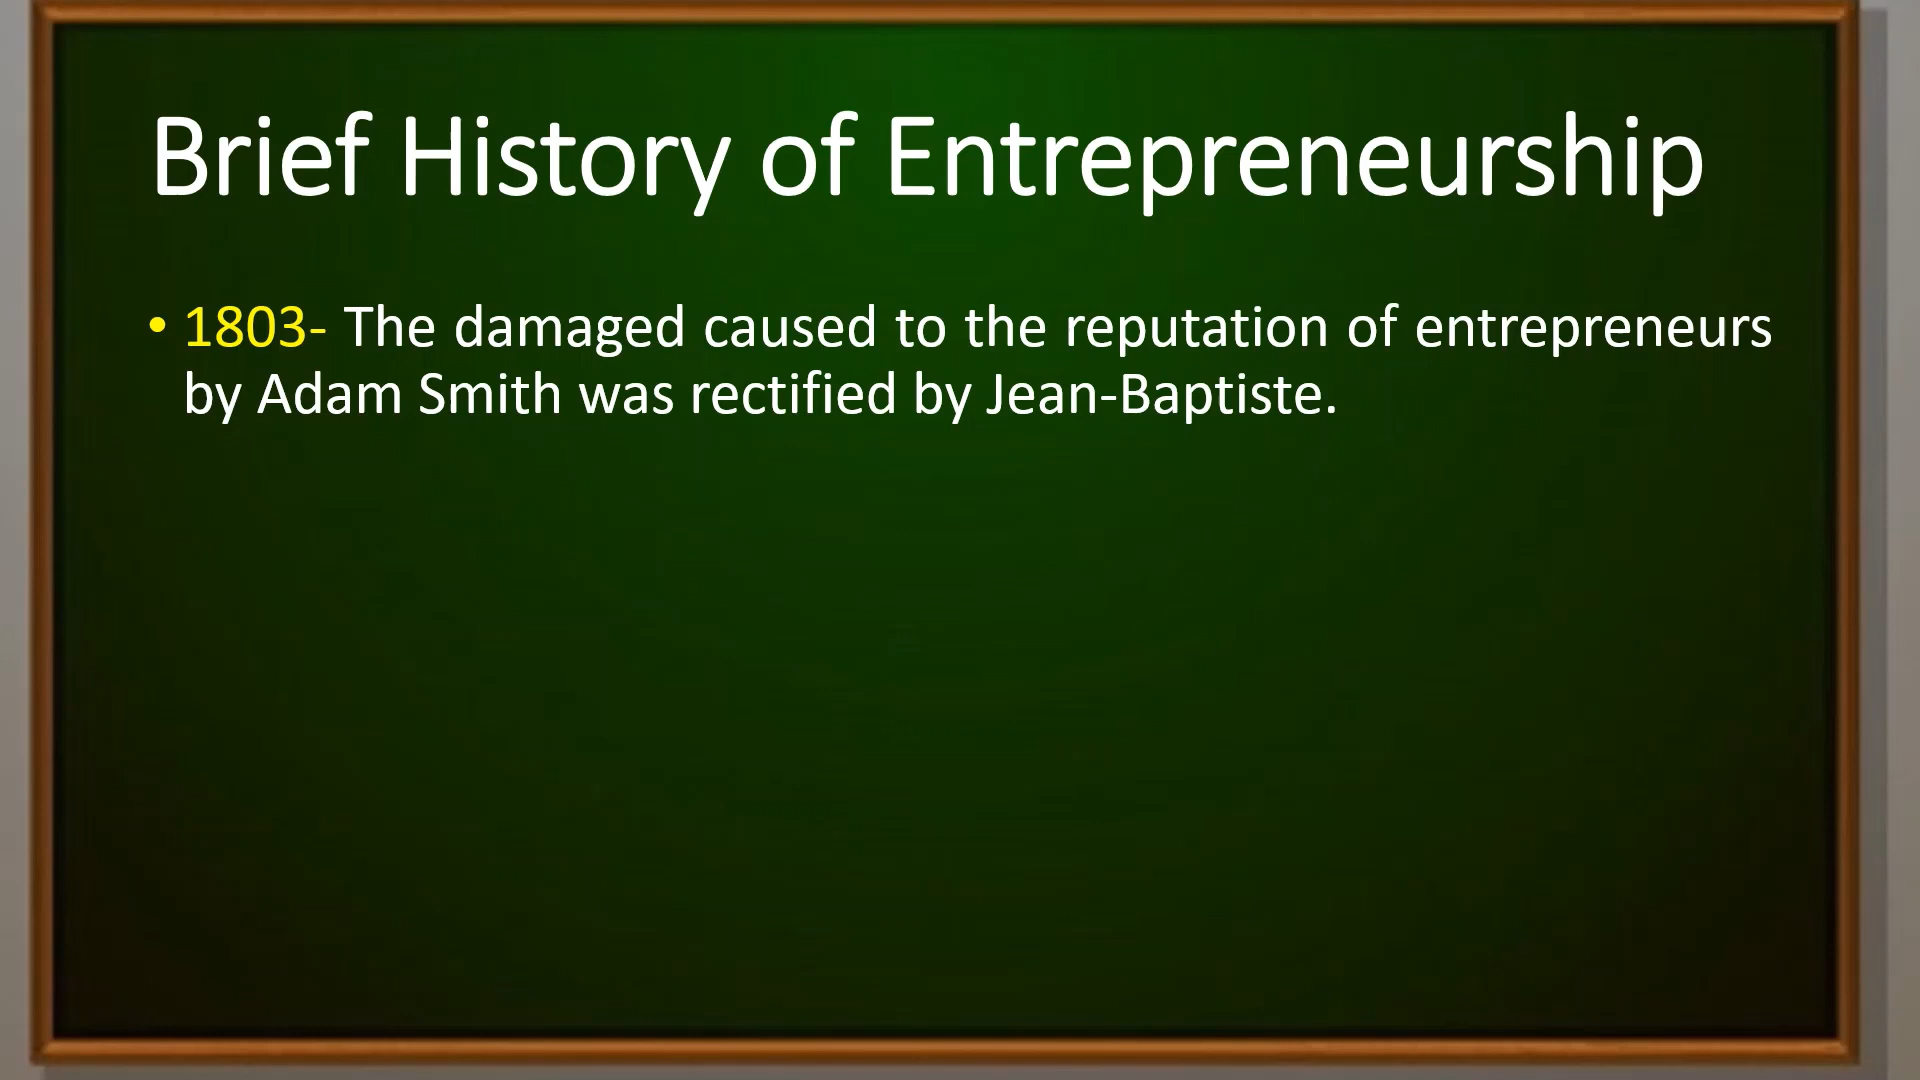 Brief History of Entrepreneurship
• 1803- The damaged caused to the reputation of entrepreneurs
by Adam Smith was rectified by Jean-Baptiste.